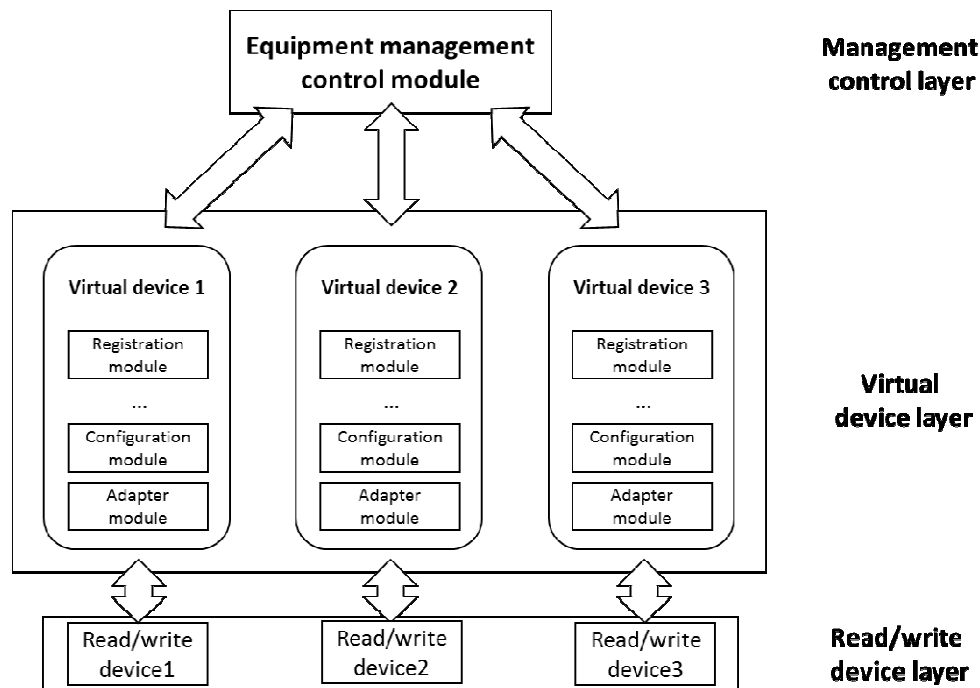 Equipment management
control module
Management
control layer
Virtual device 1
Virtual device 2
Virtual device 3
Registration
module
Registration
module
Registration
module
...
...
...
Configuration
module
Configuration
module
Configuration
module
Adapter
module
Adapter
module
Adapter
module
Virtual
device layer
Read/write
device1
Read/write
device2
Read/write
device3
Read/write
device layer